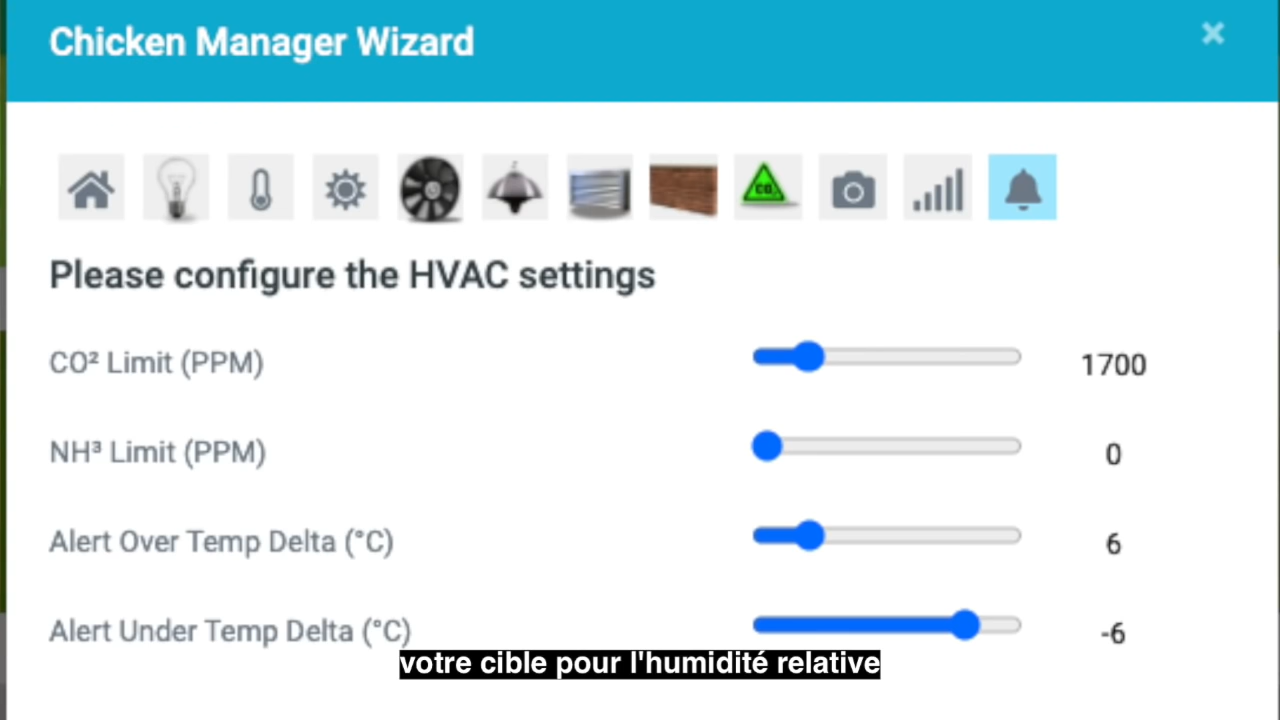 Chicken Manager Wizard ×
CO₂
Please configure the HVAC settings
CO² Limit (PPM) 1700
NH³ Limit (PPM) 0
Alert Over Temp Delta (°C) 6
Alert Under Temp Delta (°C) -6
votre cible pour l'humidité relative